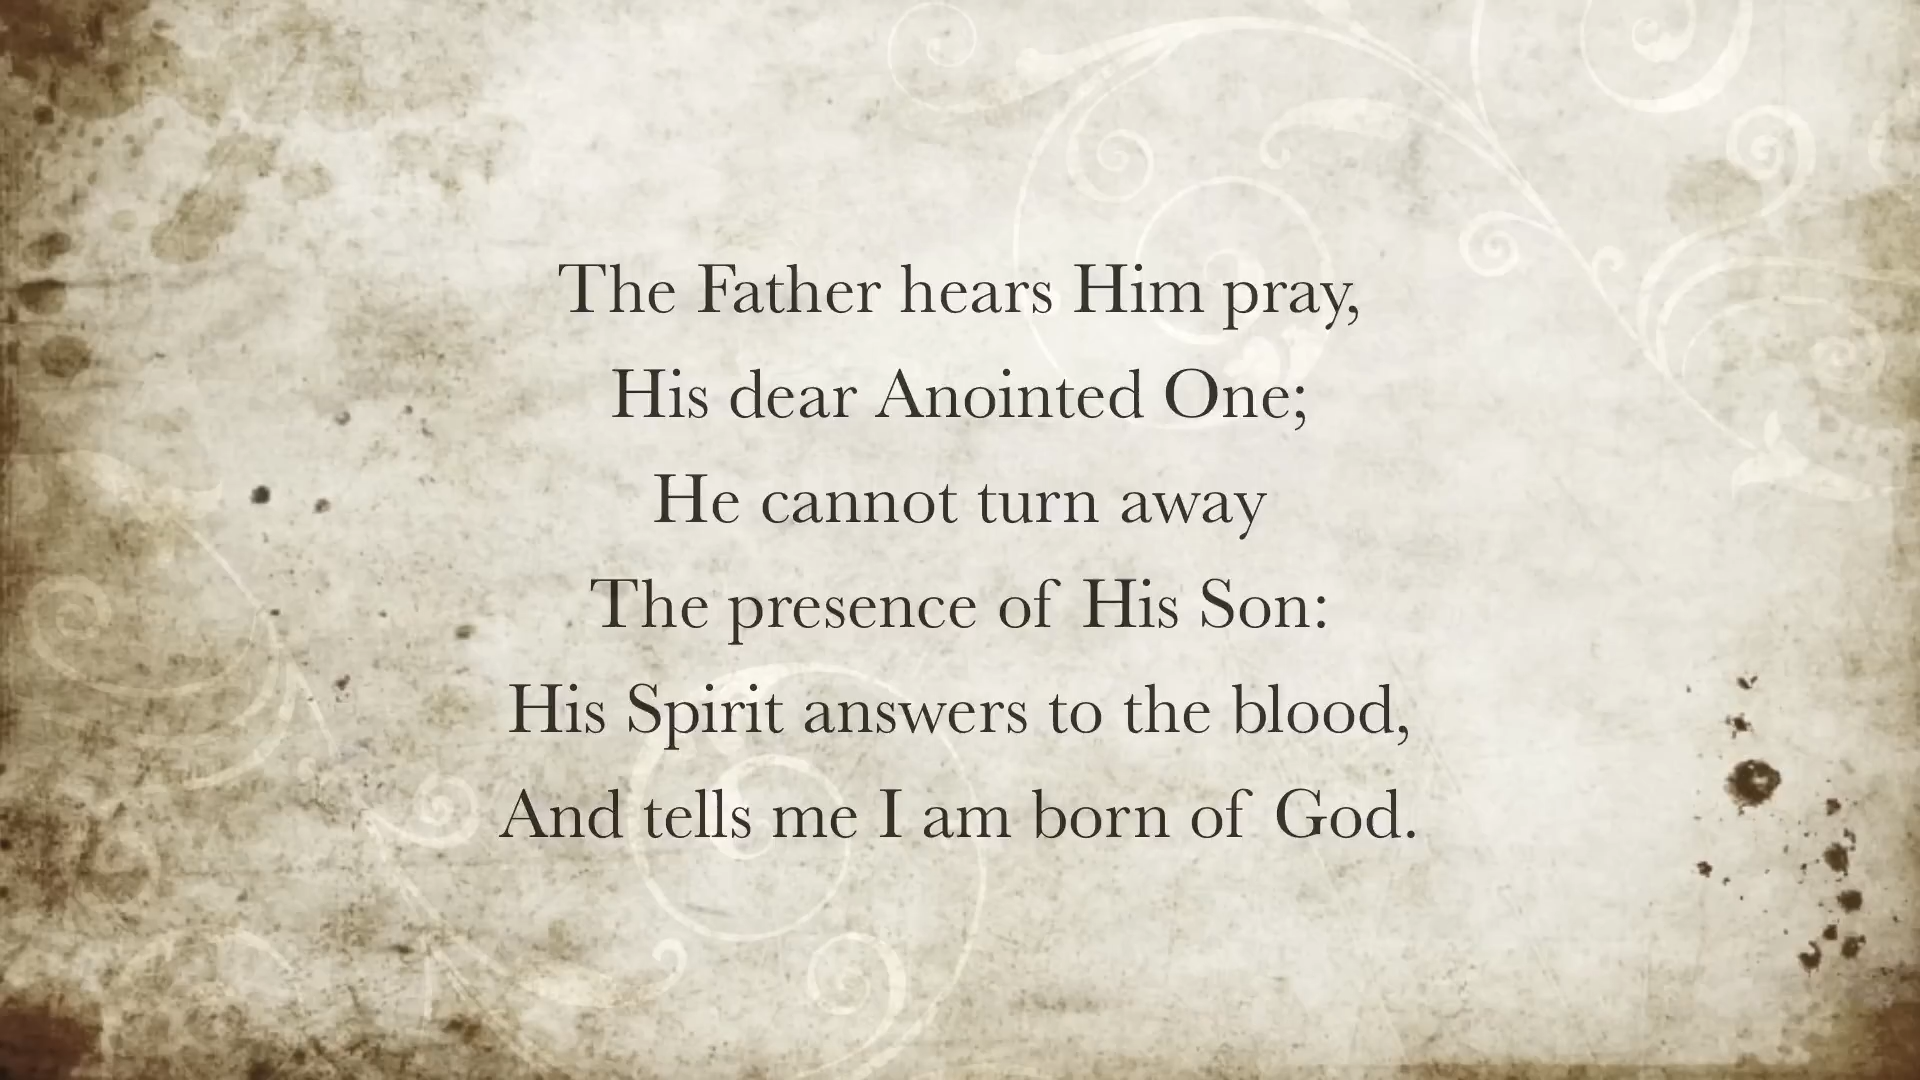 The Father hears Him pray,
His dear Anointed One;
He cannot turn away
The presence of His Son:
His Spirit answers to the blood,
And tells me I am born of God.